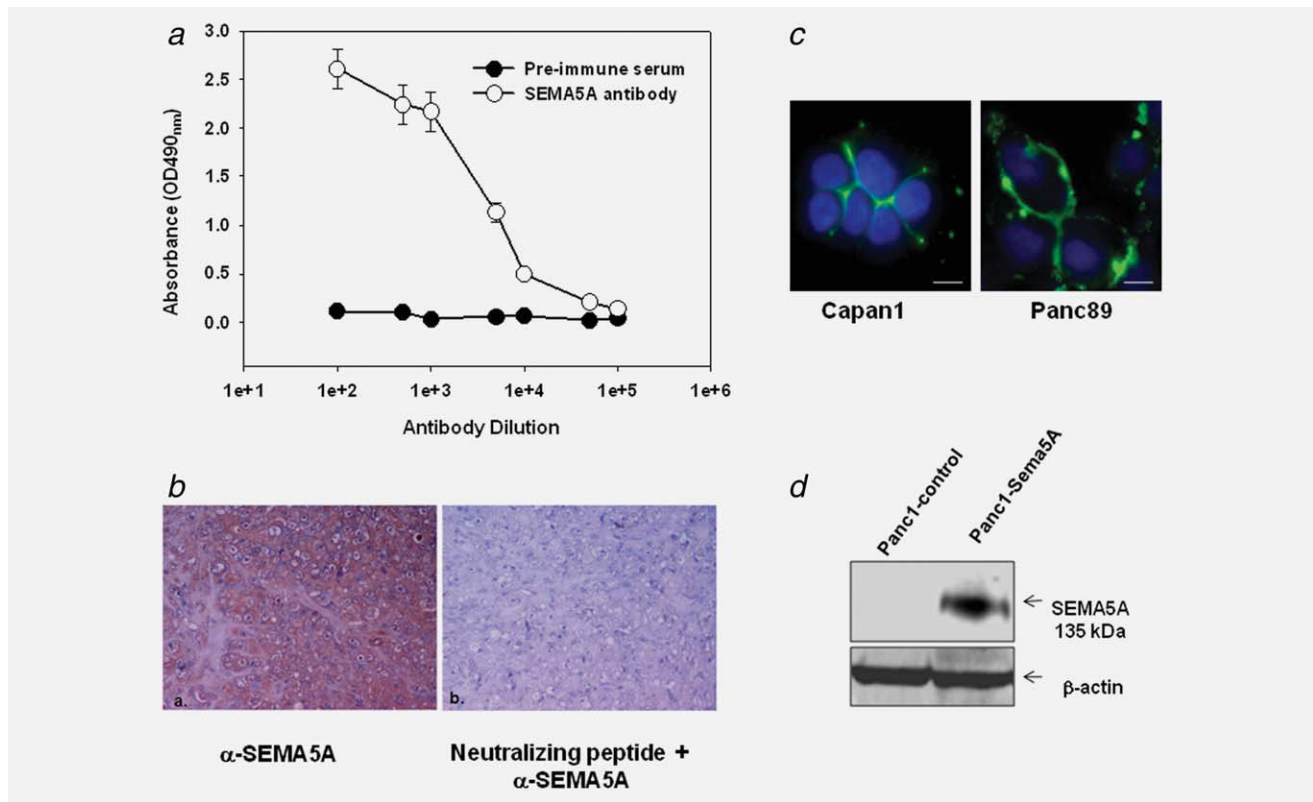 a
3.0
2.5
2.0
1.5
1.0
0.5
0.0
Absorbance (OD490nm)
Pre-immune serum
SEMA5A antibody
1e+1 1e+2 1e+3 1e+4 1e+5 1e+6
Antibody Dilution
c
Capan1 Panc89
b
a. b.
α-SEMA5A
Neutralizing peptide +
α-SEMA5A
d
Panc1-control
Panc1-Sema5A
SEMA5A
135 kDa
β-actin